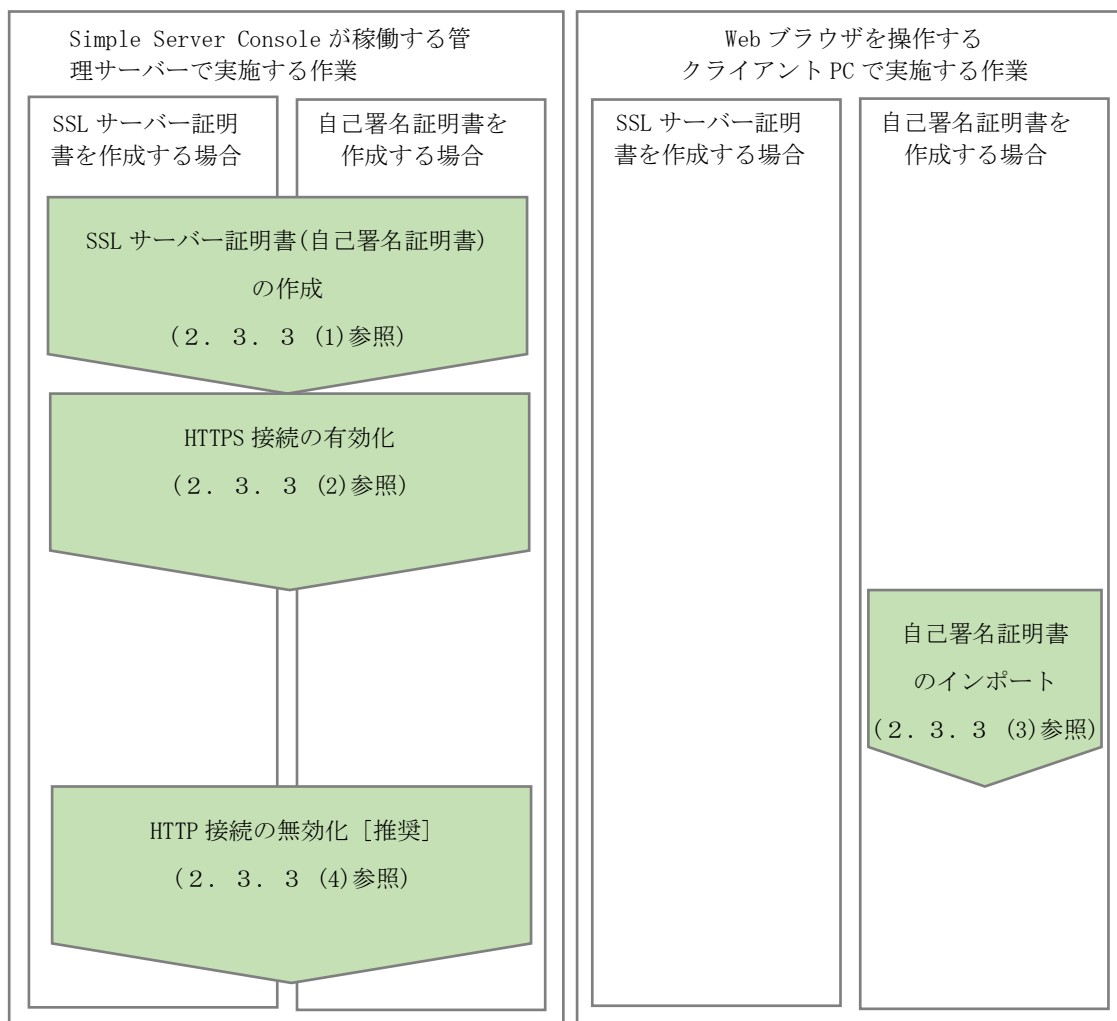 Simple Server Console が稼働する管
理サーバーで実施する作業
SSL サーバー証明
書を作成する場合
自己署名証明書を
作成する場合
SSL サーバー証明書(自己署名証明書)
の作成
(２．３．３ (1)参照)
HTTPS 接続の有効化
(２．３．３ (2)参照)
HTTP 接続の無効化［推奨］
(２．３．３ (4)参照)
Web ブラウザを操作する
クライアント PC で実施する作業
SSL サーバー証明
書を作成する場合
自己署名証明書を
作成する場合
自己署名証明書
のインポート
(２．３．３ (3)参照)